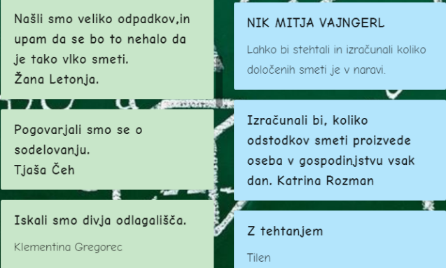 Našli smo veliko odpadkov,in
upam da se bo to nehalo da
je tako vlko smeti.
Žana Letonja.
Pogovarjali smo se o
sodelovanju.
Tjaša Čeh
Iskali smo divja odlagališča.
Klementina Gregorec
NIK MITJA VAJNGERL
Lahko bi stehtali in izračunali koliko
določenih smeti je v naravi.
Izračunali bi, koliko
odstodkov smeti proizvede
oseba v gospodinjstvu vsak
dan. Katrina Rozman
Z tehtanjem
Tilen